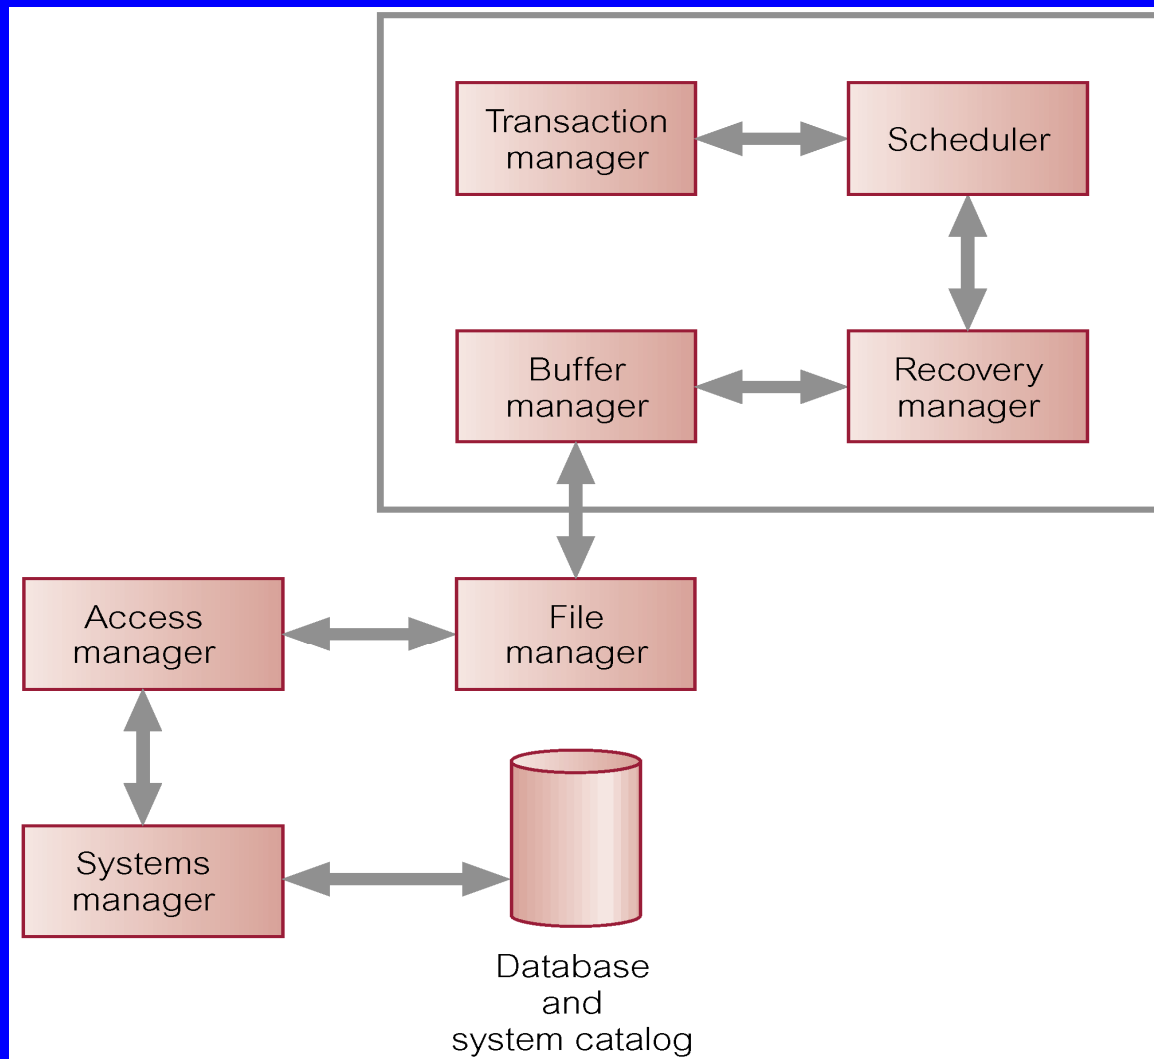 Transaction
manager
Scheduler
Buffer
manager
Recovery
manager
Access
manager
File
manager
Systems
manager
Database
and
system catalog